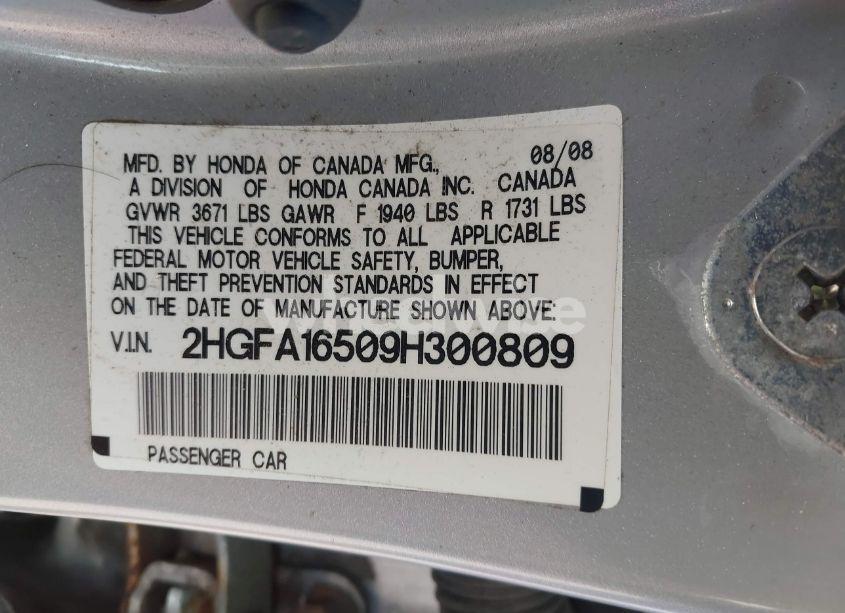 MFD. BY HONDA OF CANADA MFG., 08/08
A DIVISION OF HONDA CANADA INC. CANADA
GVWR 3671 LBS GAWR F 1940 LBS R 1731 LBS
THIS VEHICLE CONFORMS TO ALL APPLICABLE
FEDERAL MOTOR VEHICLE SAFETY, BUMPER,
AND THEFT PREVENTION STANDARDS IN EFFECT
ON THE DATE OF MANUFACTURE SHOWN ABOVE:
V.I.N. 2HGFA16509H300809
PASSENGER CAR